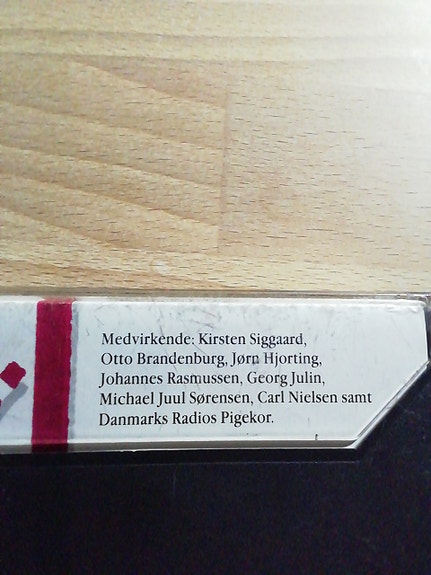 Medvirkende: Kirsten Siggaard,
Otto Brandenburg, Jørn Hjorting,
Johannes Rasmussen, Georg Julin,
Michael Juul Sørensen, Carl Nielsen samt
Danmarks Radios Pigekor.